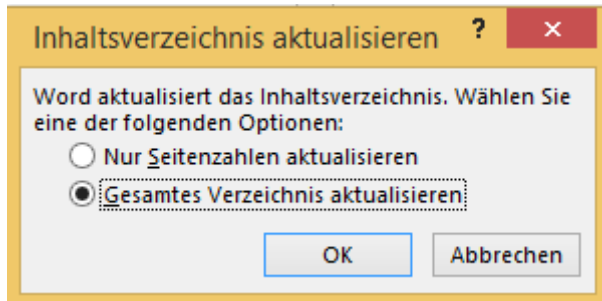 Inhaltsverzeichnis aktualisieren ? ×
Word aktualisiert das Inhaltsverzeichnis. Wählen Sie
eine der folgenden Optionen:
Nur Seitenzahlen aktualisieren
Gesamtes Verzeichnis aktualisieren
OK Abbrechen